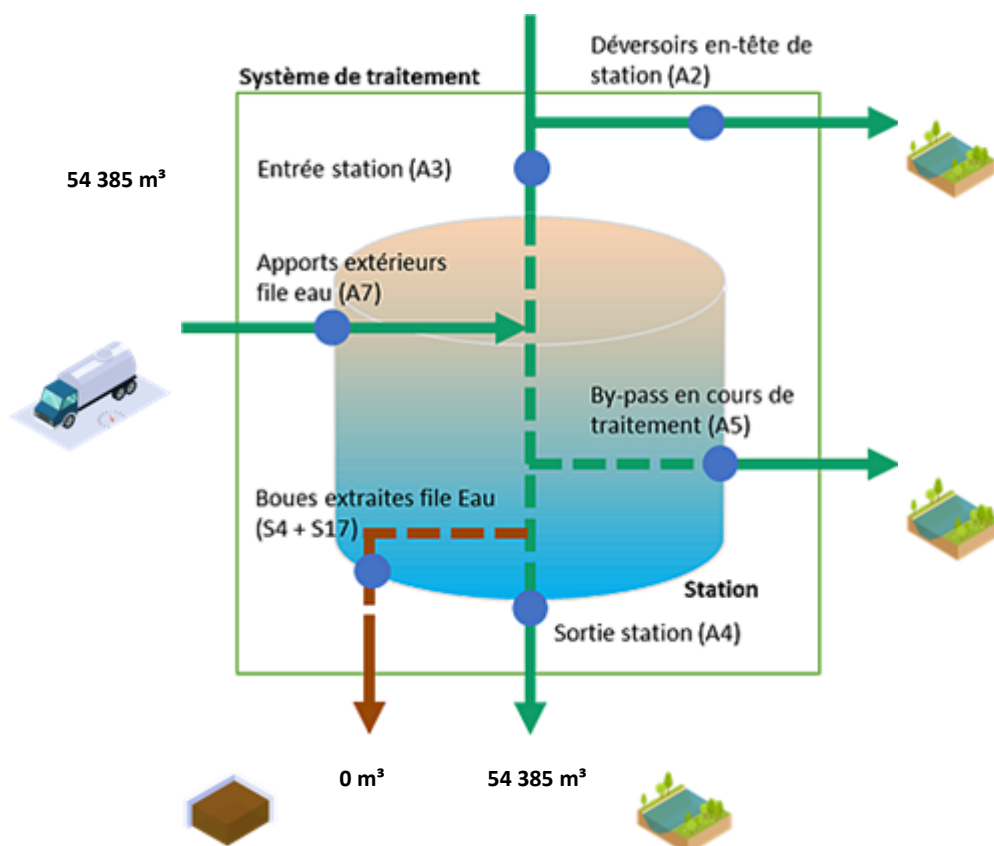 Déversoirs en-tête de
station (A2)
Système de traitement
Entrée station (A3)
54 385 m³
Apports extérieurs
file eau (A7)
By-pass en cours de
traitement (A5)
Boues extraites file Eau
(S4 + S17)
Station
Sortie station (A4)
0 m³
54 385 m³